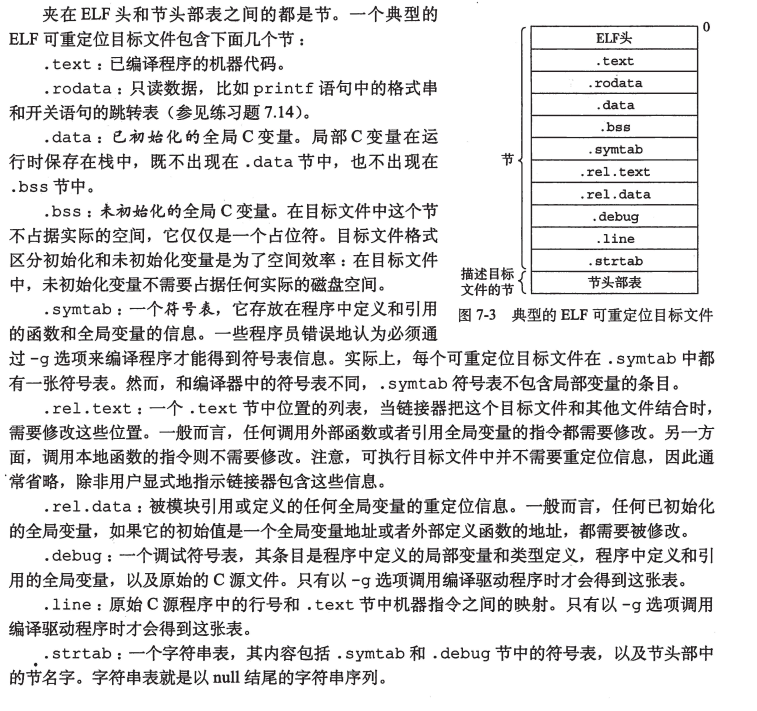 夹在 ELF 头和节头部表之间的都是节。一个典型的
ELF 可重定位目标文件包含下面几个节：
.text：已编译程序的机器代码。
.rodata：只读数据，比如 printf 语句中的格式串
和开关语句的跳转表（参见练习题 7.14）。
.data：已初始化的全局 C 变量。局部 C 变量在运
行时保存在栈中，既不出现在 .data 节中，也不出现在
.bss 节中。
.bss：未初始化的全局 C 变量。在目标文件中这个节
不占据实际的空间，它仅仅是一个占位符。目标文件格式
区分初始化和未初始化变量是为了空间效率：在目标文件
中，未初始化变量不需要占据任何实际的磁盘空间。
.symtab：一个符号表，它存放在程序中定义和引用
的函数和全局变量的信息。一些程序员错误地认为必须通
过 -g 选项来编译程序才能得到符号表信息。实际上，每个可重定位目标文件在 .symtab 中都
有一张符号表。然而，和编译器中的符号表不同，.symtab 符号表不包含局部变量的条目。
.rel.text：一个 .text 节中位置的列表，当链接器把这个目标文件和其他文件结合时，
需要修改这些位置。一般而言，任何调用外部函数或者引用全局变量的指令都需要修改。另一方
面，调用本地函数的指令则不需要修改。注意，可执行目标文件中并不需要重定位信息，因此通
常省略，除非用户显式地指示链接器包含这些信息。
.rel.data：被模块引用或定义的任何全局变量的重定位信息。一般而言，任何已初始化
的全局变量，如果它的初始值是一个全局变量地址或者外部定义函数的地址，都需要被修改。
.debug：一个调试符号表，其条目是程序中定义的局部变量和类型定义，程序中定义和引
用的全局变量，以及原始的 C 源文件。只有以 -g 选项调用编译驱动程序时才会得到这张表。
.line：原始 C 源程序中的行号和 .text 节中机器指令之间的映射。只有以 -g 选项调用
编译驱动程序时才会得到这张表。
.strtab：一个字符串表，其内容包括 .symtab 和 .debug 节中的符号表，以及节头部中
的节名字。字符串表就是以 null 结尾的字符串序列。
0
ELF头
.text
.rodata
.data
.bss
.symtab
节
.rel.text
.rel.data
.debug
.line
.strtab
描述目标
文件的节
节头部表
图 7-3 典型的 ELF 可重定位目标文件